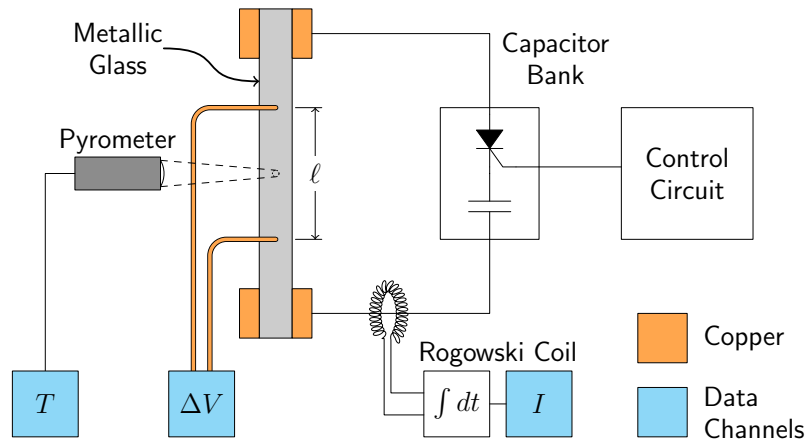 Metallic
Glass
Capacitor
Bank
Pyrometer
ℓ
Control
Circuit
Rogowski Coil
Copper
T
ΔV
∫ dt
I
Data
Channels